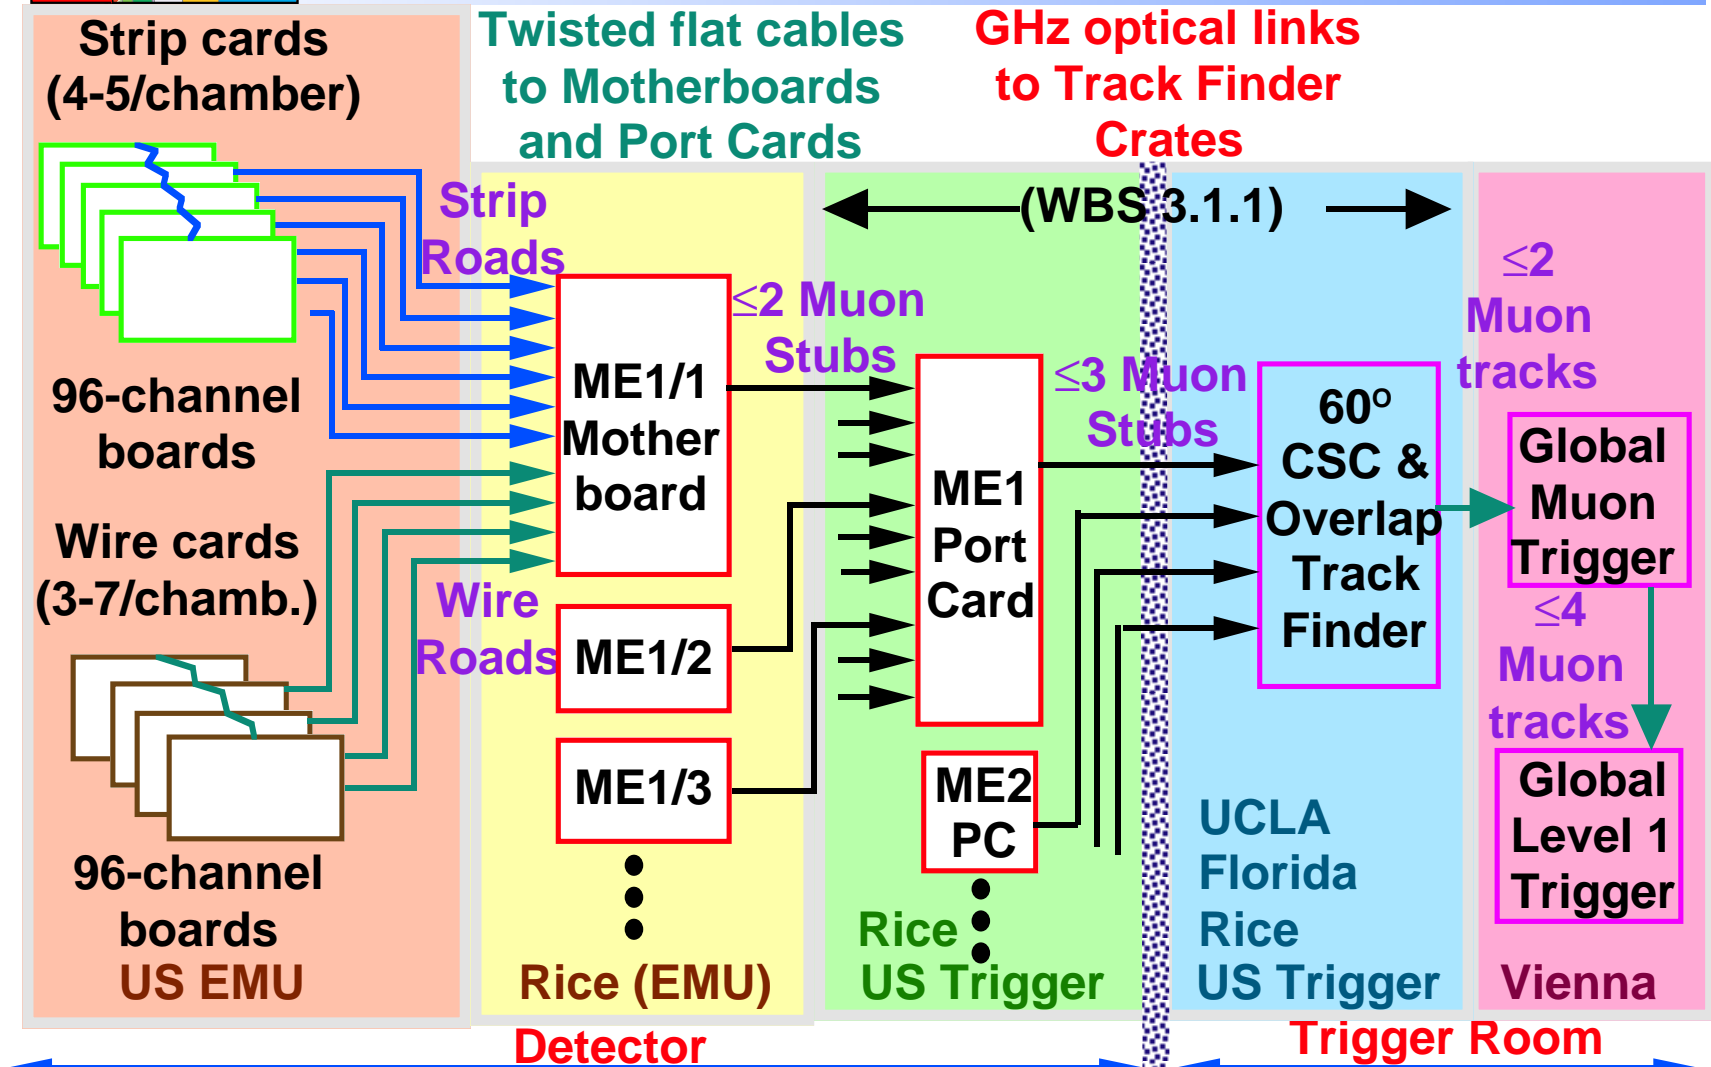 Strip cards
(4-5/chamber)
Twisted flat cables
to Motherboards
and Port Cards
GHz optical links
to Track Finder
Crates
Strip
Roads
(WBS 3.1.1)
96-channel
boards
ME1/1
Mother
board
≤2 Muon
Stubs
≤3 Muon
Stubs
≤2
Muon
tracks
60º
CSC &
Overlap
Track
Finder
Global
Muon
Trigger
Wire cards
(3-7/chamb.)
Wire
Roads
ME1
Port
Card
ME1/2
≤4
Muon
tracks
ME1/3
ME2
PC
Global
Level 1
Trigger
96-channel
boards
US EMU
Rice (EMU)
Rice
US Trigger
UCLA
Florida
Rice
US Trigger
Vienna
Detector
Trigger Room